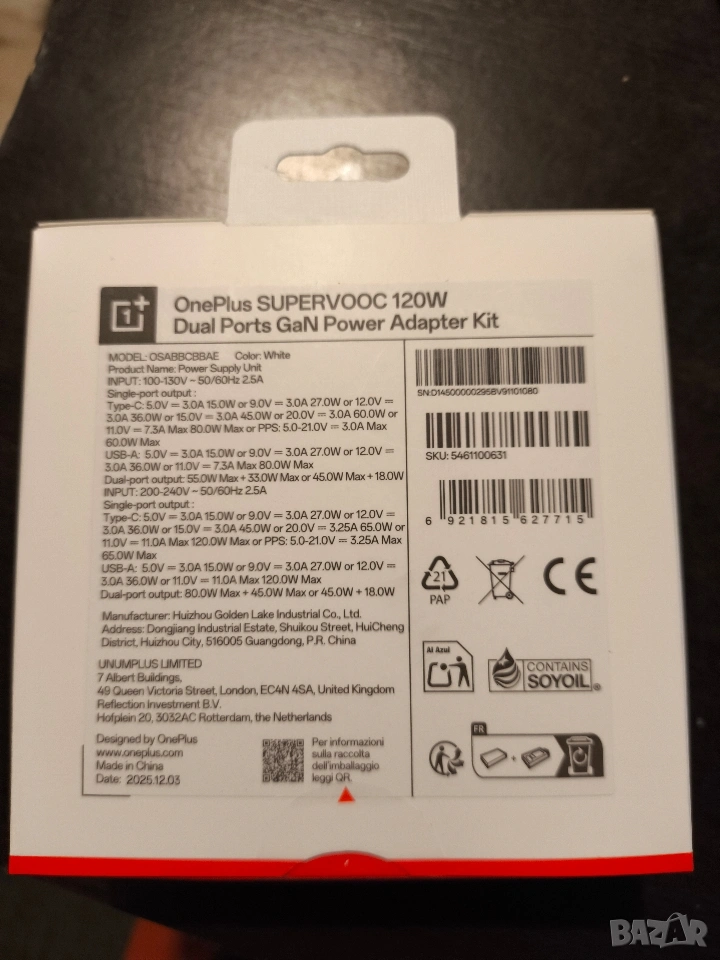 OnePlus SUPERVOOC 120W
Dual Ports GaN Power Adapter Kit
MODEL: OSABBCBBAE Color: White
Product Name: Power Supply Unit
INPUT: 100-130V ~ 50/60Hz 2.5A
Single-port output :
Type-C: 5.0V ⎓ 3.0A 15.0W or 9.0V ⎓ 3.0A 27.0W or 12.0V ⎓
3.0A 36.0W or 15.0V ⎓ 3.0A 45.0W or 20.0V ⎓ 3.0A 60.0W or
11.0V ⎓ 7.3A Max 80.0W Max or PPS: 5.0-21.0V ⎓ 3.0A Max
60.0W Max
USB-A: 5.0V ⎓ 3.0A 15.0W or 9.0V ⎓ 3.0A 27.0W or 12.0V ⎓
3.0A 36.0W or 11.0V ⎓ 7.3A Max 80.0W Max
Dual-port output: 55.0W Max + 33.0W Max or 45.0W Max + 18.0W
INPUT: 200-240V ~ 50/60Hz 2.5A
Single-port output :
Type-C: 5.0V ⎓ 3.0A 15.0W or 9.0V ⎓ 3.0A 27.0W or 12.0V ⎓
3.0A 36.0W or 15.0V ⎓ 3.0A 45.0W or 20.0V ⎓ 3.25A 65.0W or
11.0V ⎓ 11.0A Max 120.0W Max or PPS: 5.0-21.0V ⎓ 3.25A Max
65.0W Max
USB-A: 5.0V ⎓ 3.0A 15.0W or 9.0V ⎓ 3.0A 27.0W or 12.0V ⎓
3.0A 36.0W or 11.0V ⎓ 11.0A Max 120.0W Max
Dual-port output: 80.0W Max + 45.0W Max or 45.0W + 18.0W
Manufacturer: Huizhou Golden Lake Industrial Co., Ltd.
Address: Dongjiang Industrial Estate, Shuikou Street, HuiCheng
District, Huizhou City, 516005 Guangdong, P.R. China
UNUMPLUS LIMITED
7 Albert Buildings,
49 Queen Victoria Street, London, EC4N 4SA, United Kingdom
Reflection Investment B.V.
Hofplein 20, 3032AC Rotterdam, the Netherlands
Designed by OnePlus
www.oneplus.com
Made in China
Date: 2025.12.03
Per informazioni
sulla raccolta
dell'imballaggio
leggi QR.
SN:D145000002958V91101080
SKU: 5461100631
6 921815 627715
21
PAP
CE
Al Azul
CONTAINS
SOYOIL
FR
BAZAR